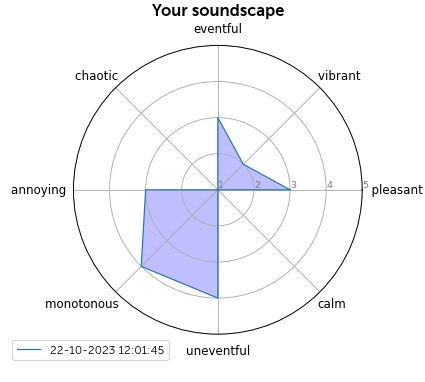 Your soundscape
eventful
chaotic
vibrant
annoying
1 2 3 4 5
pleasant
monotonous
calm
uneventful
22-10-2023 12:01:45